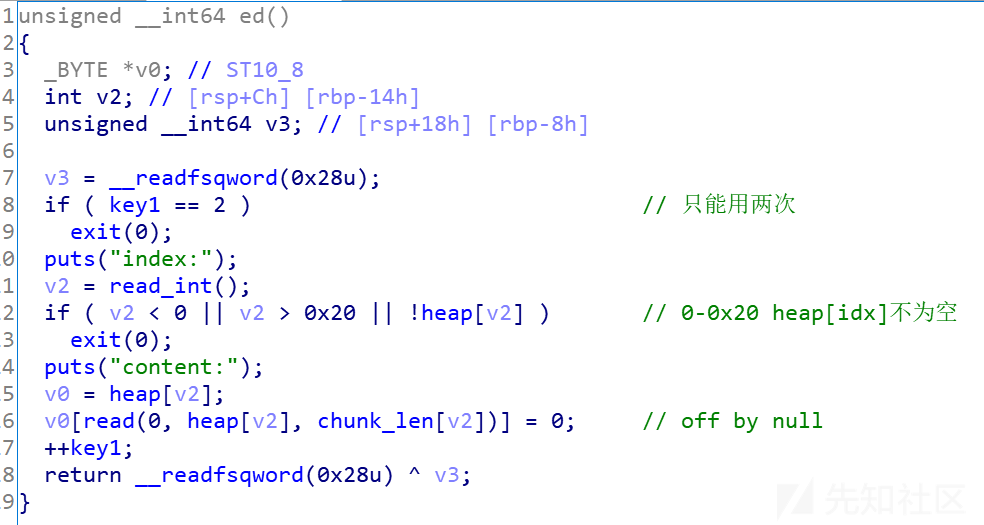 1 unsigned __int64 ed()
2 {
3   _BYTE *v0; // ST10_8
4   int v2; // [rsp+Ch] [rbp-14h]
5   unsigned __int64 v3; // [rsp+18h] [rbp-8h]
6
7   v3 = __readfsqword(0x28u);
8   if ( key1 == 2 )                              // 只能用两次
9     exit(0);
0   puts("index:");
1   v2 = read_int();
2   if ( v2 < 0 || v2 > 0x20 || !heap[v2] )       // 0-0x20 heap[idx]不为空
3     exit(0);
4   puts("content:");
5   v0 = heap[v2];
6   v0[read(0, heap[v2], chunk_len[v2])] = 0;     // off by null
7   ++key1;
8   return __readfsqword(0x28u) ^ v3;
9 }
先知社区